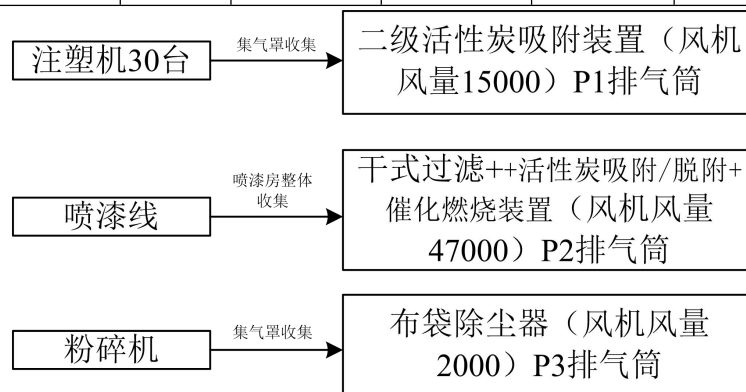 注塑机30台
集气罩收集
二级活性炭吸附装置（风机
风量15000）P1排气筒
喷漆线
喷漆房整体
收集
干式过滤++活性炭吸附/脱附+
催化燃烧装置（风机风量
47000）P2排气筒
粉碎机
集气罩收集
布袋除尘器（风机风量
2000）P3排气筒